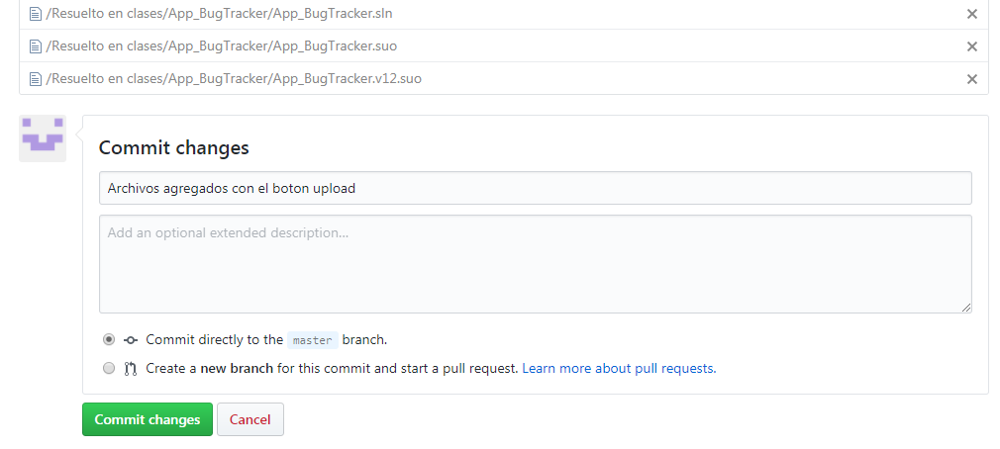 /Resuelto en clases/App_BugTracker/App_BugTracker.sln
/Resuelto en clases/App_BugTracker/App_BugTracker.suo
/Resuelto en clases/App_BugTracker/App_BugTracker.v12.suo
Commit changes
Archivos agregados con el boton upload
Add an optional extended description...
Commit directly to the master branch.
Create a new branch for this commit and start a pull request. Learn more about pull requests.
Commit changes Cancel